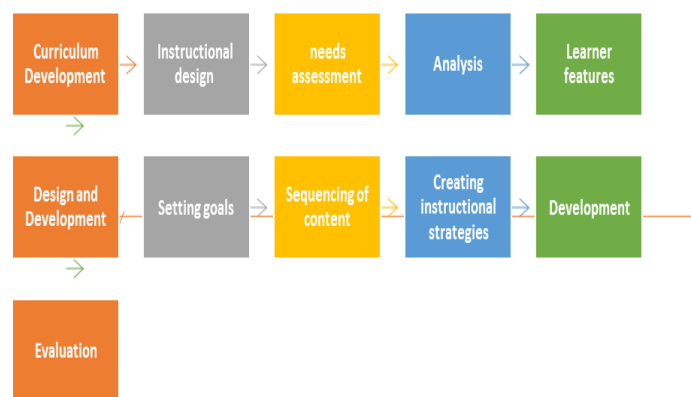 Curriculum
Development
Instructional
design
needs
assessment
Analysis
Learner
features
Design and
Development
Setting goals
Sequencing of
content
Creating
instructional
strategies
Development
Evaluation